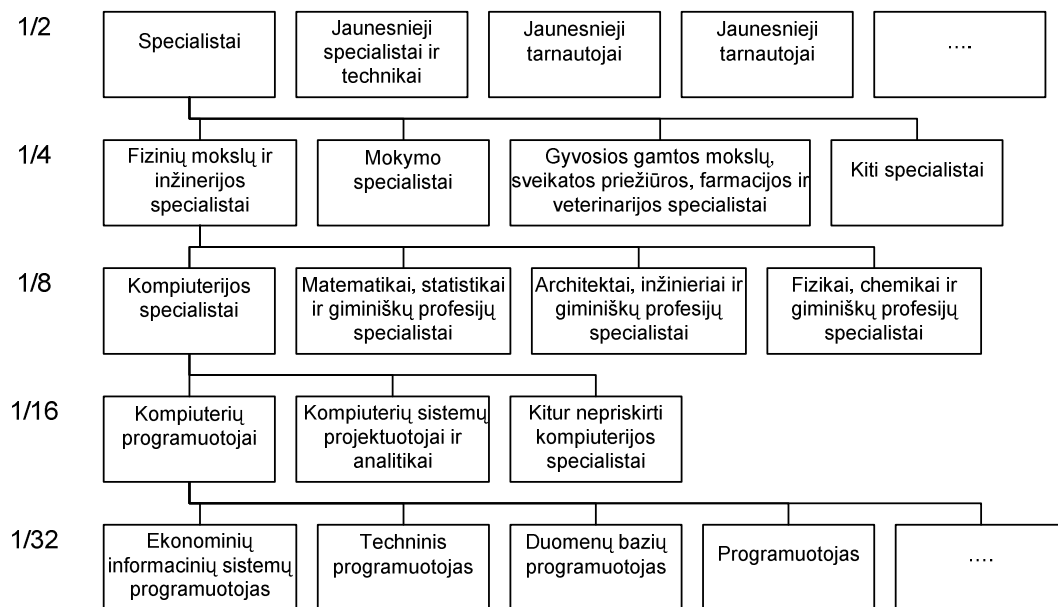 1/2
Specialistai
Jaunesnieji
specialistai ir
technikai
Jaunesnieji
tarnautojai
Jaunesnieji
tarnautojai
....
1/4
Fizinių mokslų ir
inžinerijos
specialistai
Mokymo
specialistai
Gyvosios gamtos mokslų,
sveikatos priežiūros, farmacijos ir
veterinarijos specialistai
Kiti specialistai
1/8
Kompiuterijos
specialistai
Matematikai, statistikai
ir giminiškų profesijų
specialistai
Architektai, inžinieriai ir
giminiškų profesijų
specialistai
Fizikai, chemikai ir
giminiškų profesijų
specialistai
1/16
Kompiuterių
programuotojai
Kompiuterių sistemų
projektuotojai ir
analitikai
Kitur nepriskirti
kompiuterijos
specialistai
1/32
Ekonominių
informacinių sistemų
programuotojas
Techninis
programuotojas
Duomenų bazių
programuotojas
Programuotojas
....